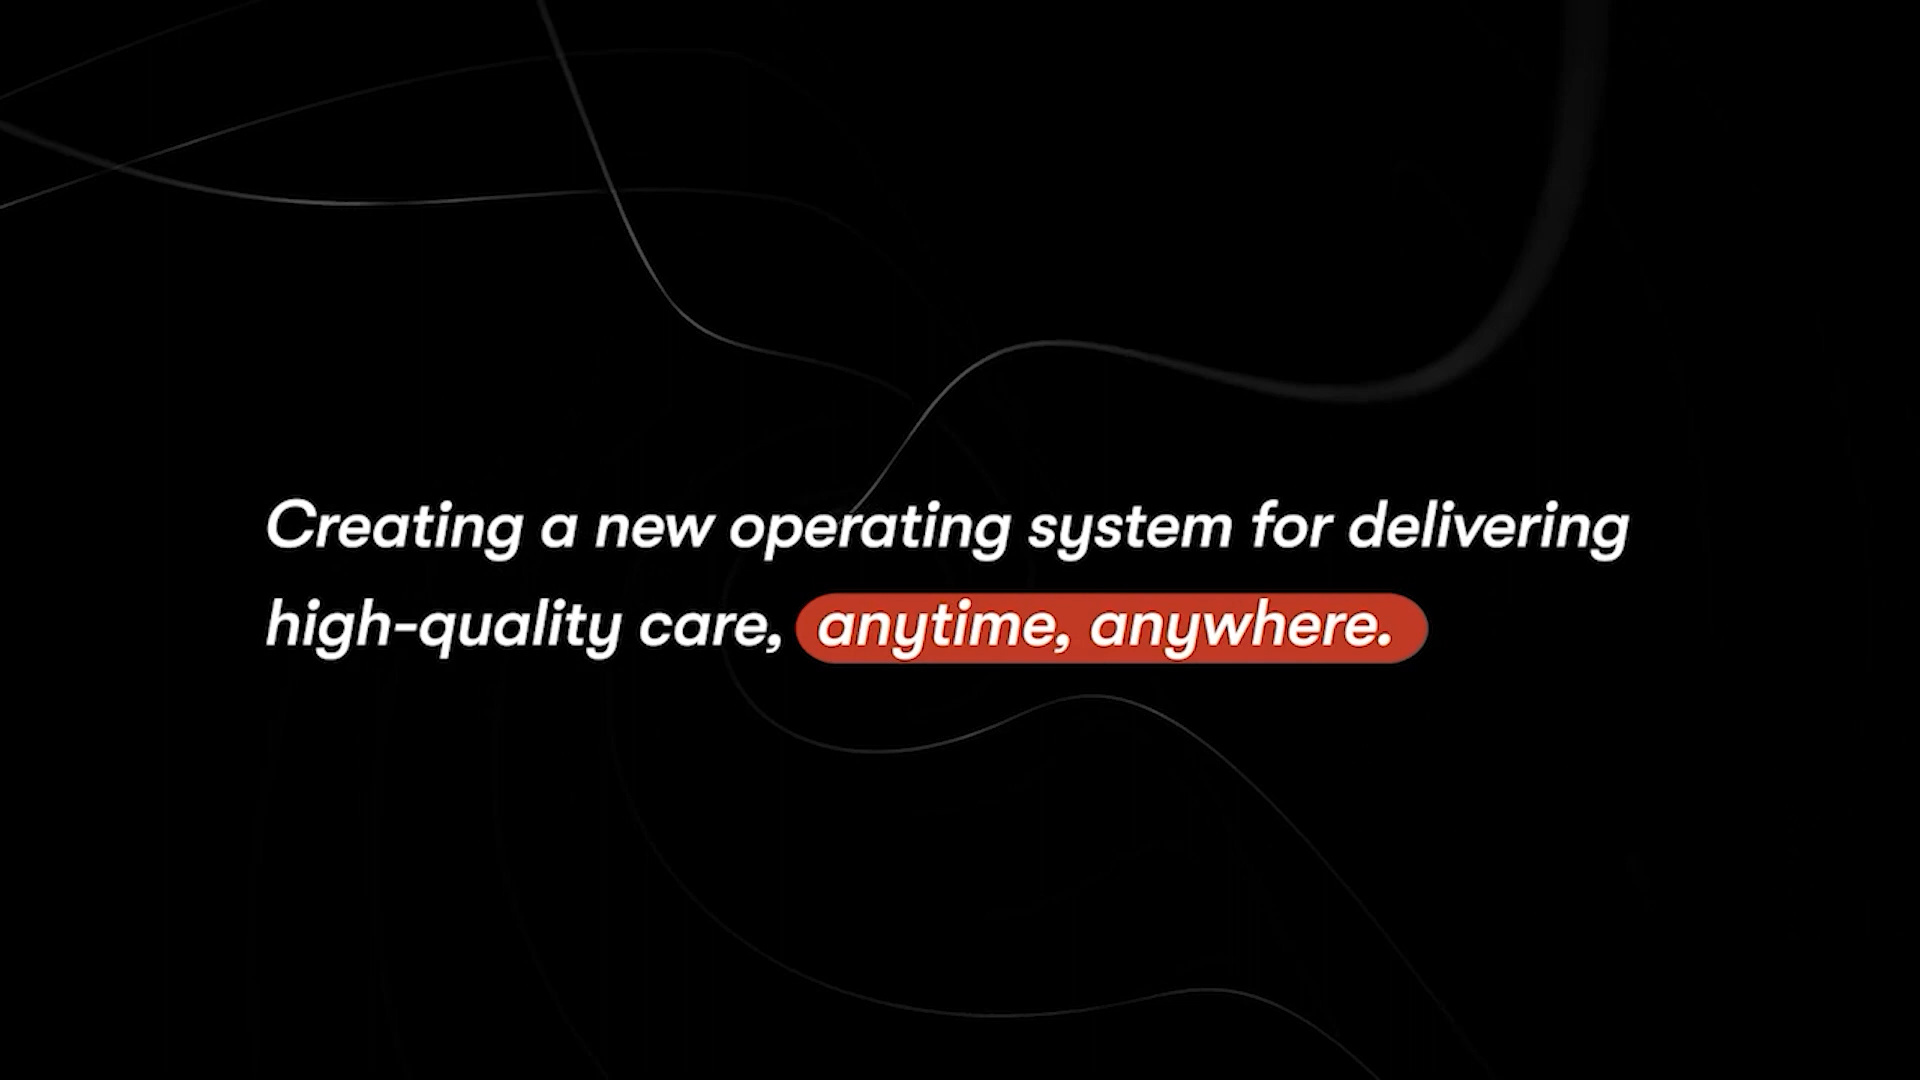 Creating a new operating system for delivering
high-quality care, anytime, anywhere.